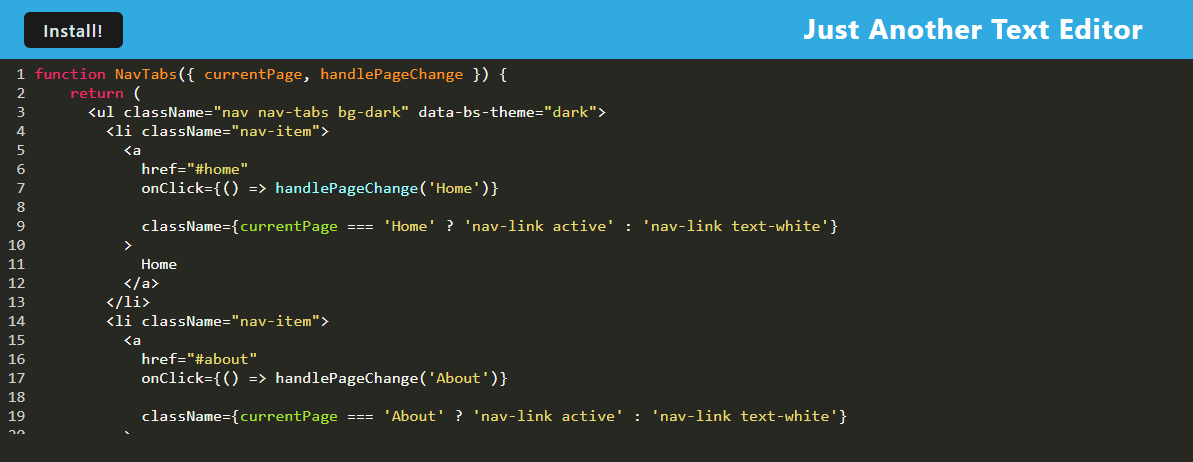 Install!
Just Another Text Editor
1 function NavTabs({ currentPage, handlePageChange }) {
2     return (
3       <ul className="nav nav-tabs bg-dark" data-bs-theme="dark">
4         <li className="nav-item">
5           <a
6             href="#home"
7             onClick={() => handlePageChange('Home')}
8
9             className={currentPage === 'Home' ? 'nav-link active' : 'nav-link text-white'}
10           >
11             Home
12           </a>
13         </li>
14         <li className="nav-item">
15           <a
16             href="#about"
17             onClick={() => handlePageChange('About')}
18
19             className={currentPage === 'About' ? 'nav-link active' : 'nav-link text-white'}